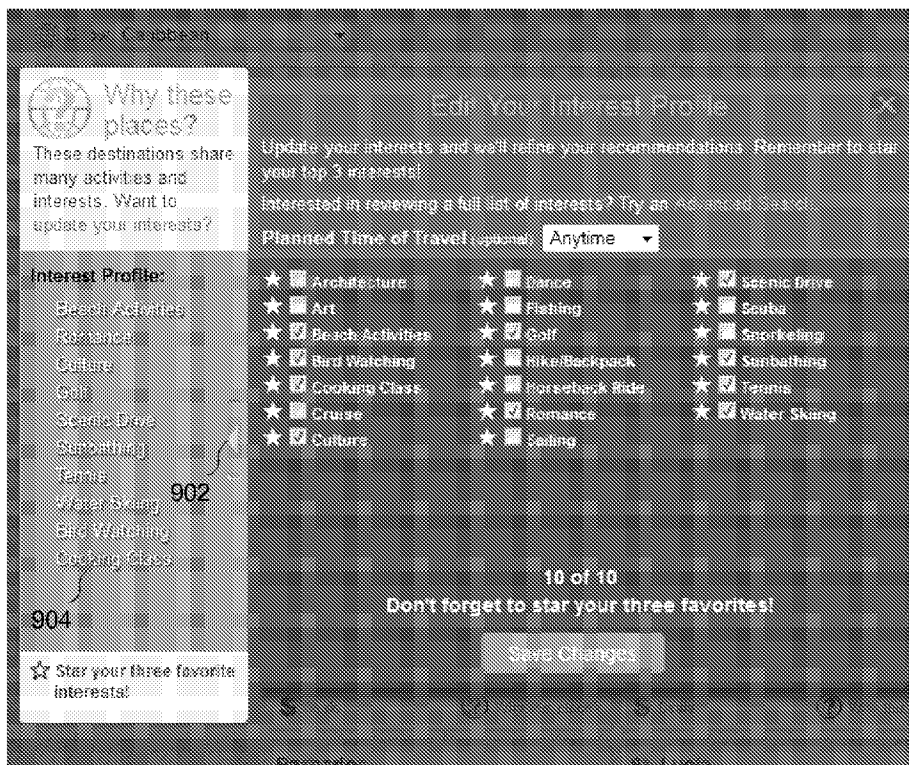 Caribbean
Why these
places?
These destinations share
many activities and
interests. Want to
update your interests?
Interest Profile:
Beach Activities
Romance
Culture
Golf
Scenic Drive
Sunbathing
Tennis
Water Skiing
Bird Watching
Cooking Class
902
904
Star your three favorite
interests!
Edit Your Interest Profile
Update your interests and we'll refine your recommendations. Remember to star
your top 3 interests!
Interested in reviewing a full list of interests? Try an
Planned Time of Travel (optional) Anytime
Architecture
Art
Beach Activities
Bird Watching
Cooking Class
Cruise
Culture
Dance
Fishing
Golf
Hike/Backpack
Horseback Ride
Romance
Sailing
Scenic Drive
Scuba
Snorkeling
Sunbathing
Tennis
Water Skiing
10 of 10
Don't forget to star your three favorites!
Save Changes